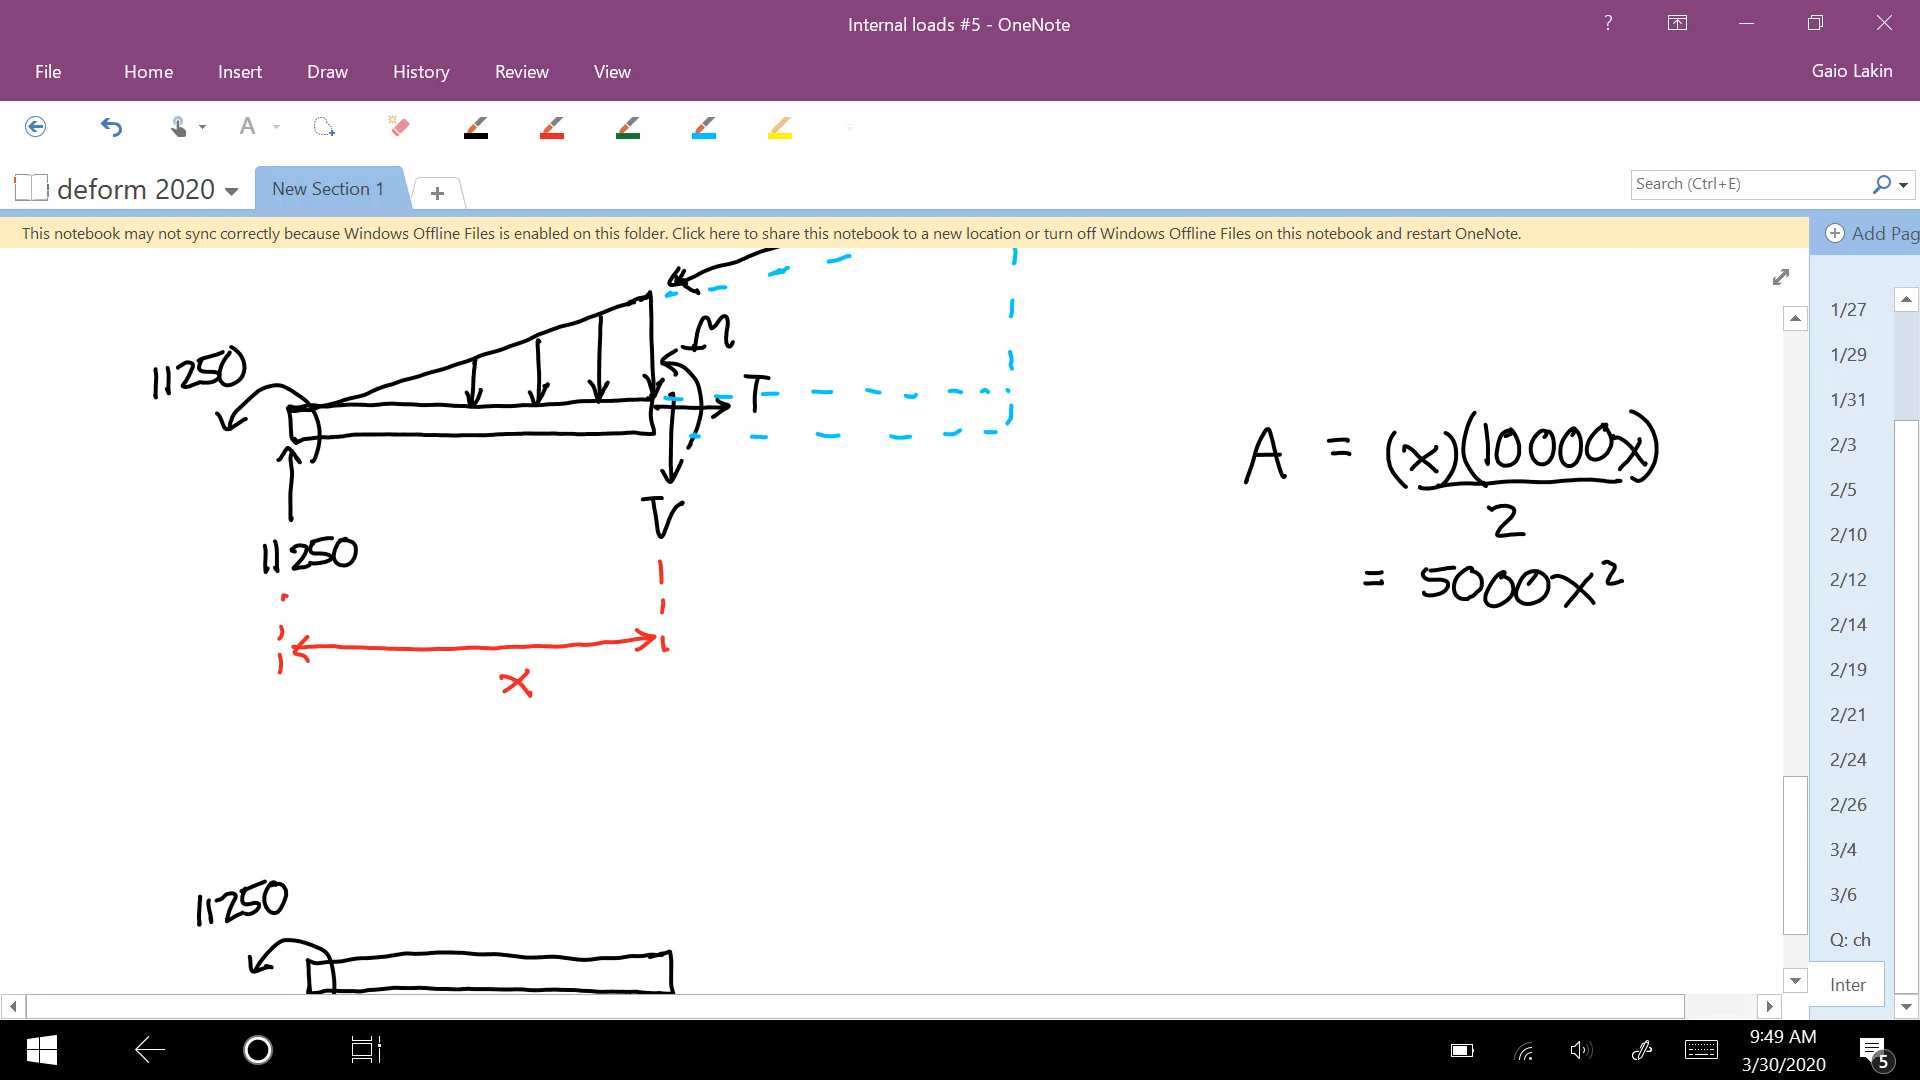 Internal loads #5 - OneNote
?
File Home Insert Draw History Review View
Gaio Lakin
A
deform 2020
New Section 1
+
Search (Ctrl+E)
This notebook may not sync correctly because Windows Offline Files is enabled on this folder. Click here to share this notebook to a new location or turn off Windows Offline Files on this notebook and restart OneNote.
Add Pag
1/27
1/29
1/31
2/3
2/5
2/10
2/12
2/14
2/19
2/21
2/24
2/26
3/4
3/6
Q: ch
Inter
11250
M
T
V
11250
x
A = (x)(10000x)
2
= 5000x²
11250
9:49 AM
3/30/2020
5